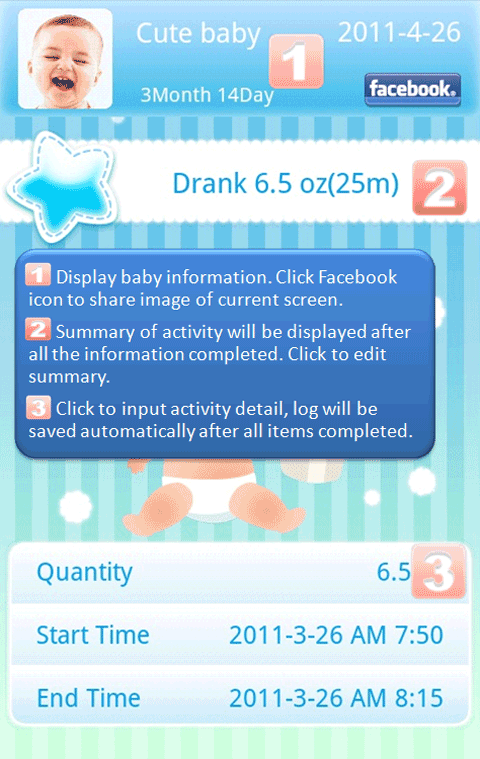 Cute baby 1 2011-4-26
3Month 14Day facebook.
Drank 6.5 oz(25m) 2
1 Display baby information. Click Facebook
icon to share image of current screen.
2 Summary of activity will be displayed after
all the information completed. Click to edit
summary.
3 Click to input activity detail, log will be
saved automatically after all items completed.
Quantity 6.5 3
Start Time 2011-3-26 AM 7:50
End Time 2011-3-26 AM 8:15